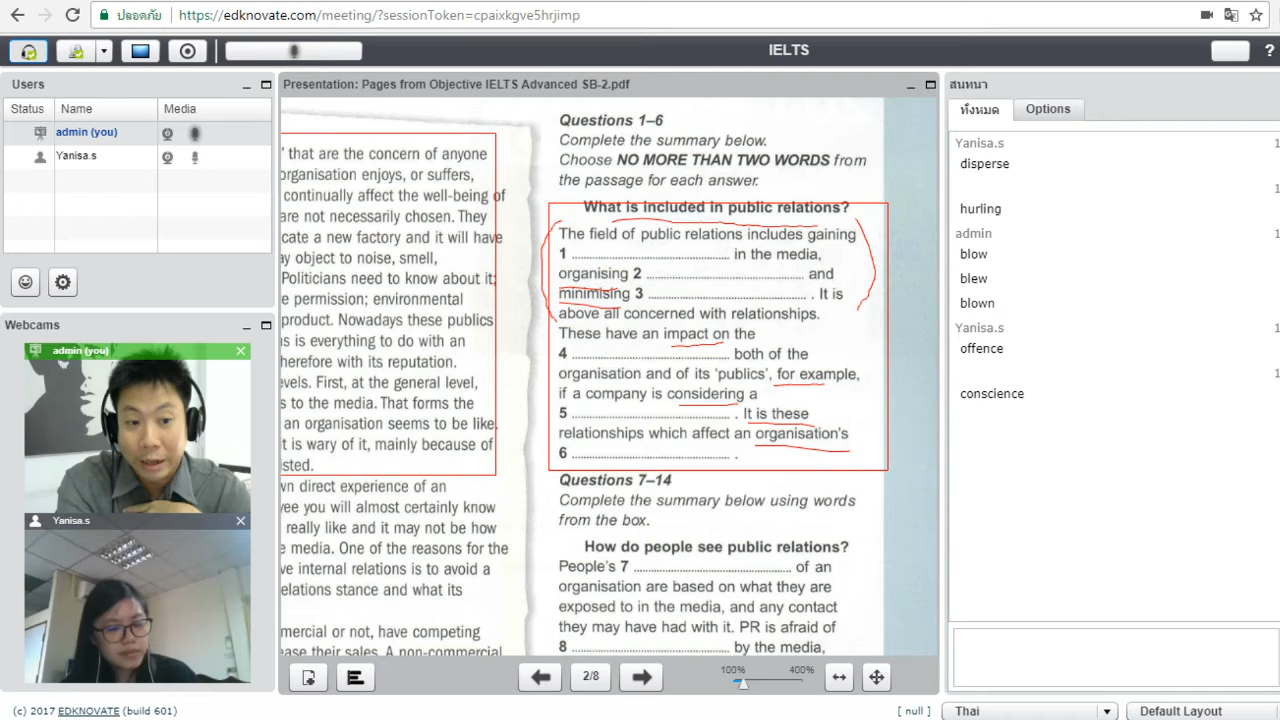 ปลอดภัย
https://edknovate.com/meeting/?sessionToken=cpaixkgve5hrjimp
IELTS
?
Users
Status Name Media
admin (you)
Yanisa.s
Webcams
admin (you)
Yanisa.s
Presentation: Pages from Objective IELTS Advanced SB-2.pdf
' that are the concern of anyone
organisation enjoys, or suffers,
continually affect the well-being of
are not necessarily chosen. They
cate a new factory and it will have
y object to noise, smell,
Politicians need to know about it;
e permission; environmental
product. Nowadays these publics
s is everything to do with an
herefore with its reputation.
evels. First, at the general level,
s to the media. That forms the
an organisation seems to be like.
it is wary of it, mainly because of
sted.
wn direct experience of an
yee you will almost certainly know
really like and it may not be how
e media. One of the reasons for the
ve internal relations is to avoid a
elations stance and what its
mercial or not, have competing
ease their sales. A non-commercial
Questions 1–6
Complete the summary below.
Choose NO MORE THAN TWO WORDS from
the passage for each answer.
What is included in public relations?
The field of public relations includes gaining
1 ........................................ in the media,
organising 2 ........................................ and
minimising 3 ........................................ . It is
above all concerned with relationships.
These have an impact on the
4 ........................................ both of the
organisation and of its 'publics', for example,
if a company is considering a
5 ........................................ . It is these
relationships which affect an organisation's
6 ........................................ .
Questions 7–14
Complete the summary below using words
from the box.
How do people see public relations?
People's 7 ........................................ of an
organisation are based on what they are
exposed to in the media, and any contact
they may have had with it. PR is afraid of
8 ........................................ by the media,
2/8
100% 400%
สนทนา
ทั้งหมด Options
Yanisa.s 1
disperse
1
hurling
admin 1
blow
blew
blown
Yanisa.s 1
offence
1
conscience
(c) 2017 EDKNOVATE (build 601)
[ null ]
Thai
Default Layout